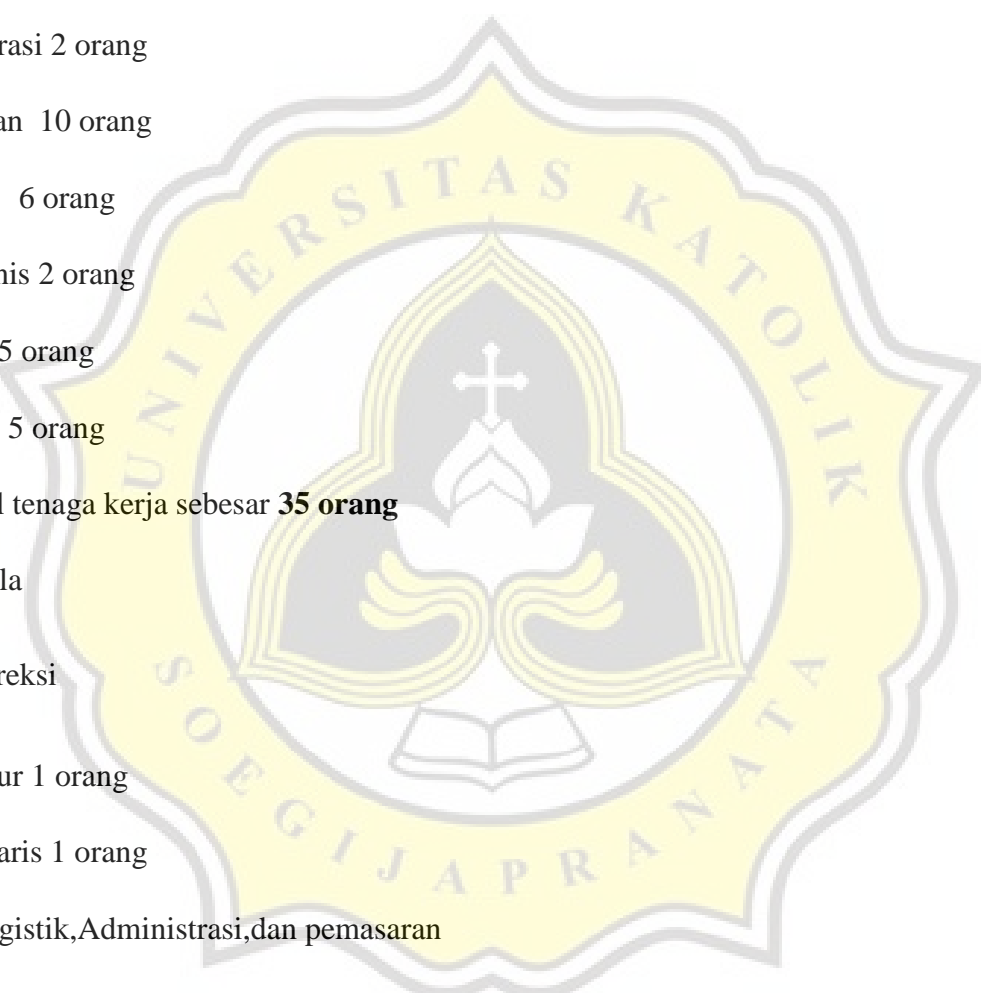 rasi 2 orang
an 10 orang
6 orang
nis 2 orang
5 orang
5 orang
l tenaga kerja sebesar 35 orang
la
reksi
ur 1 orang
aris 1 orang
gistik,Administrasi,dan pemasaran
UNIVERSITAS KATOLIK
SOEGIJAPRANATA